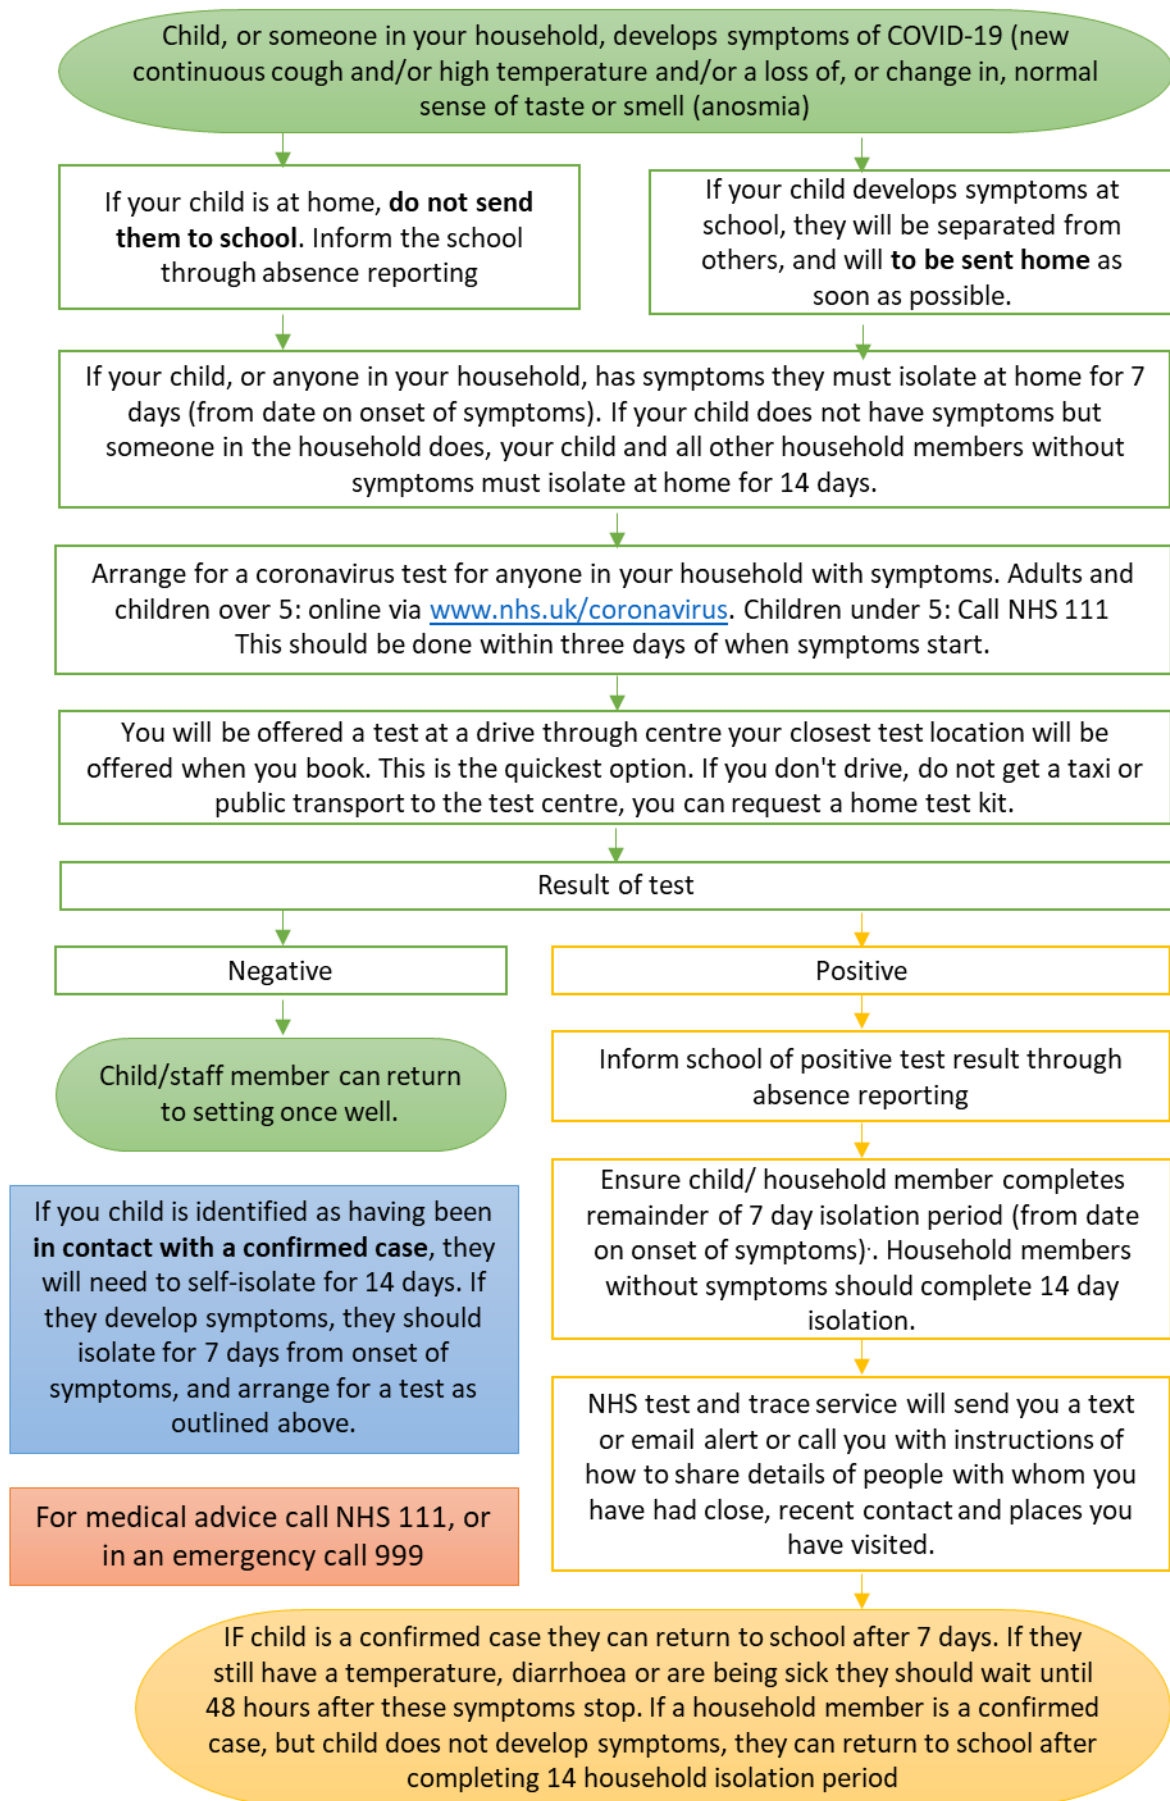 Child, or someone in your household, develops symptoms of COVID-19 (new
continuous cough and/or high temperature and/or a loss of, or change in, normal
sense of taste or smell (anosmia)
If your child is at home, do not send
them to school. Inform the school
through absence reporting
If your child develops symptoms at
school, they will be separated from
others, and will to be sent home as
soon as possible.
If your child, or anyone in your household, has symptoms they must isolate at home for 7
days (from date on onset of symptoms). If your child does not have symptoms but
someone in the household does, your child and all other household members without
symptoms must isolate at home for 14 days.
Arrange for a coronavirus test for anyone in your household with symptoms. Adults and
children over 5: online via www.nhs.uk/coronavirus. Children under 5: Call NHS 111
This should be done within three days of when symptoms start.
You will be offered a test at a drive through centre your closest test location will be
offered when you book. This is the quickest option. If you don't drive, do not get a taxi or
public transport to the test centre, you can request a home test kit.
Result of test
Negative
Child/staff member can return
to setting once well.
If you child is identified as having been
in contact with a confirmed case, they
will need to self-isolate for 14 days. If
they develop symptoms, they should
isolate for 7 days from onset of
symptoms, and arrange for a test as
outlined above.
For medical advice call NHS 111, or
in an emergency call 999
Positive
Inform school of positive test result through
absence reporting
Ensure child/ household member completes
remainder of 7 day isolation period (from date
on onset of symptoms)·. Household members
without symptoms should complete 14 day
isolation.
NHS test and trace service will send you a text
or email alert or call you with instructions of
how to share details of people with whom you
have had close, recent contact and places you
have visited.
IF child is a confirmed case they can return to school after 7 days. If they
still have a temperature, diarrhoea or are being sick they should wait until
48 hours after these symptoms stop. If a household member is a confirmed
case, but child does not develop symptoms, they can return to school after
completing 14 household isolation period